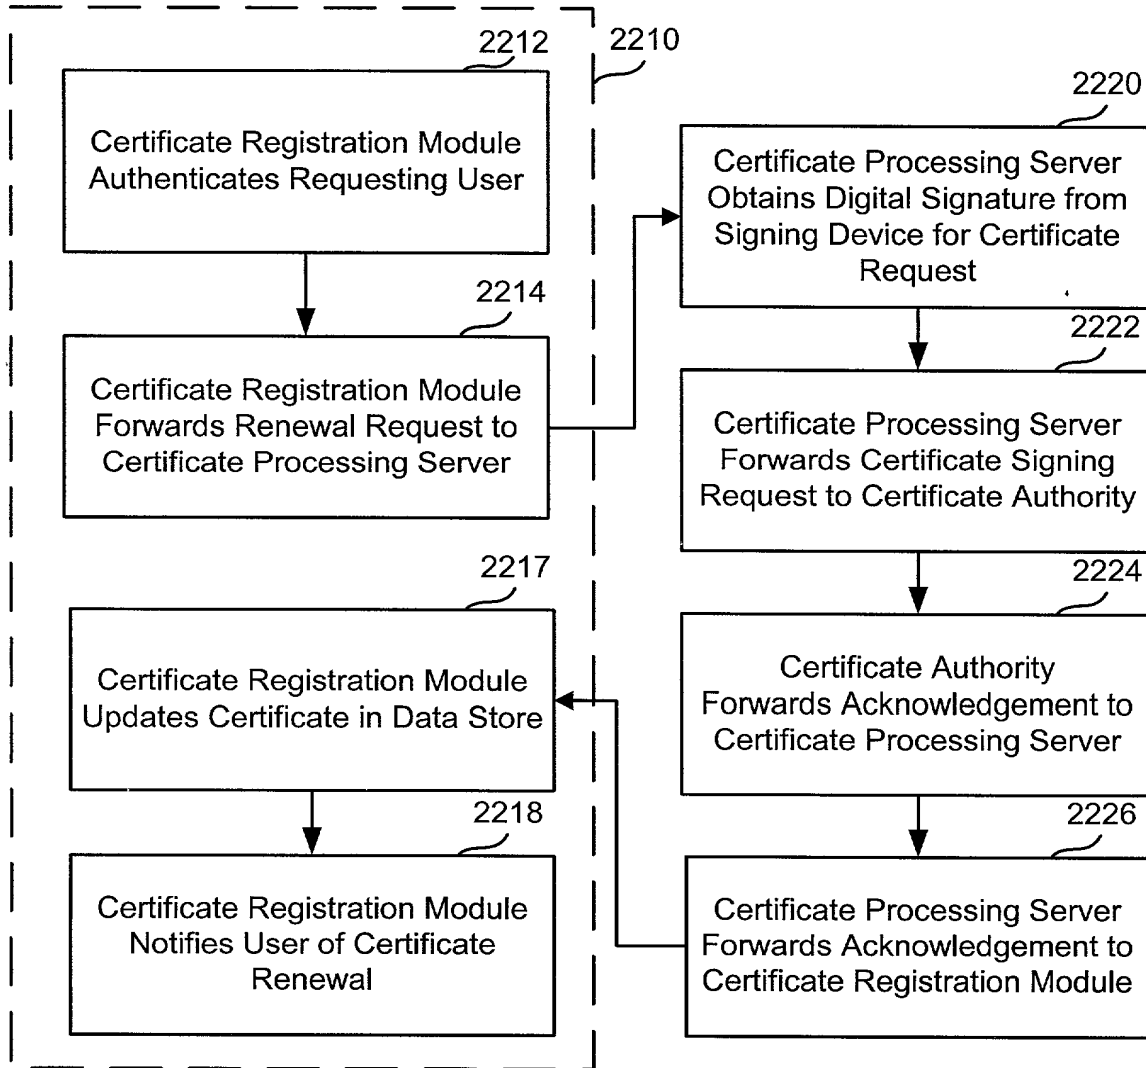 2212
2210
Certificate Registration Module
Authenticates Requesting User
2214
Certificate Registration Module
Forwards Renewal Request to
Certificate Processing Server
2217
Certificate Registration Module
Updates Certificate in Data Store
2218
Certificate Registration Module
Notifies User of Certificate
Renewal
2220
Certificate Processing Server
Obtains Digital Signature from
Signing Device for Certificate
Request
2222
Certificate Processing Server
Forwards Certificate Signing
Request to Certificate Authority
2224
Certificate Authority
Forwards Acknowledgement to
Certificate Processing Server
2226
Certificate Processing Server
Forwards Acknowledgement to
Certificate Registration Module